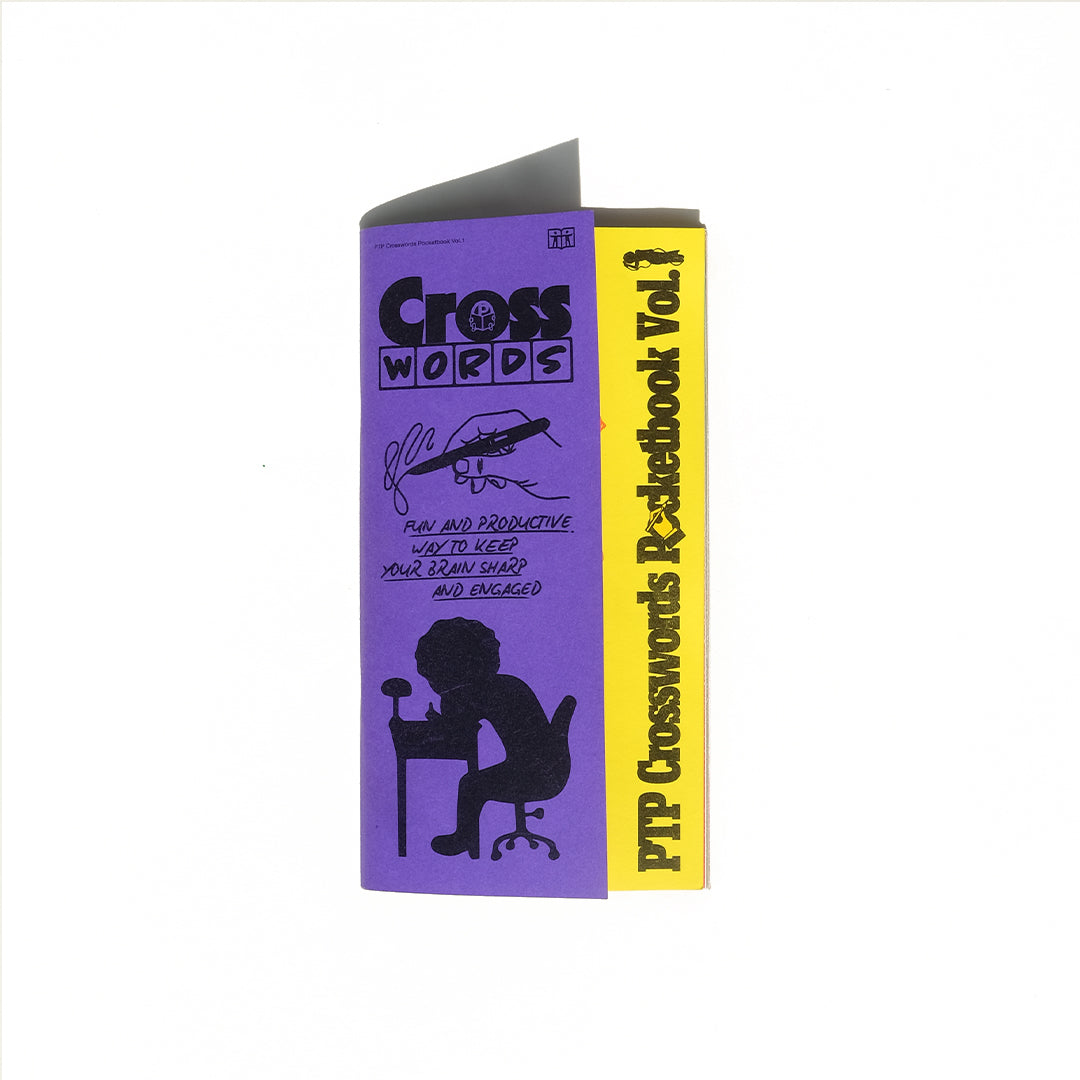 PTP Crosswords Pocketbook Vol.1
Cross
WORDS
FUN AND PRODUCTIVE
WAY TO KEEP
YOUR BRAIN SHARP
AND ENGAGED
PTP Crosswords Pocketbook Vol.1